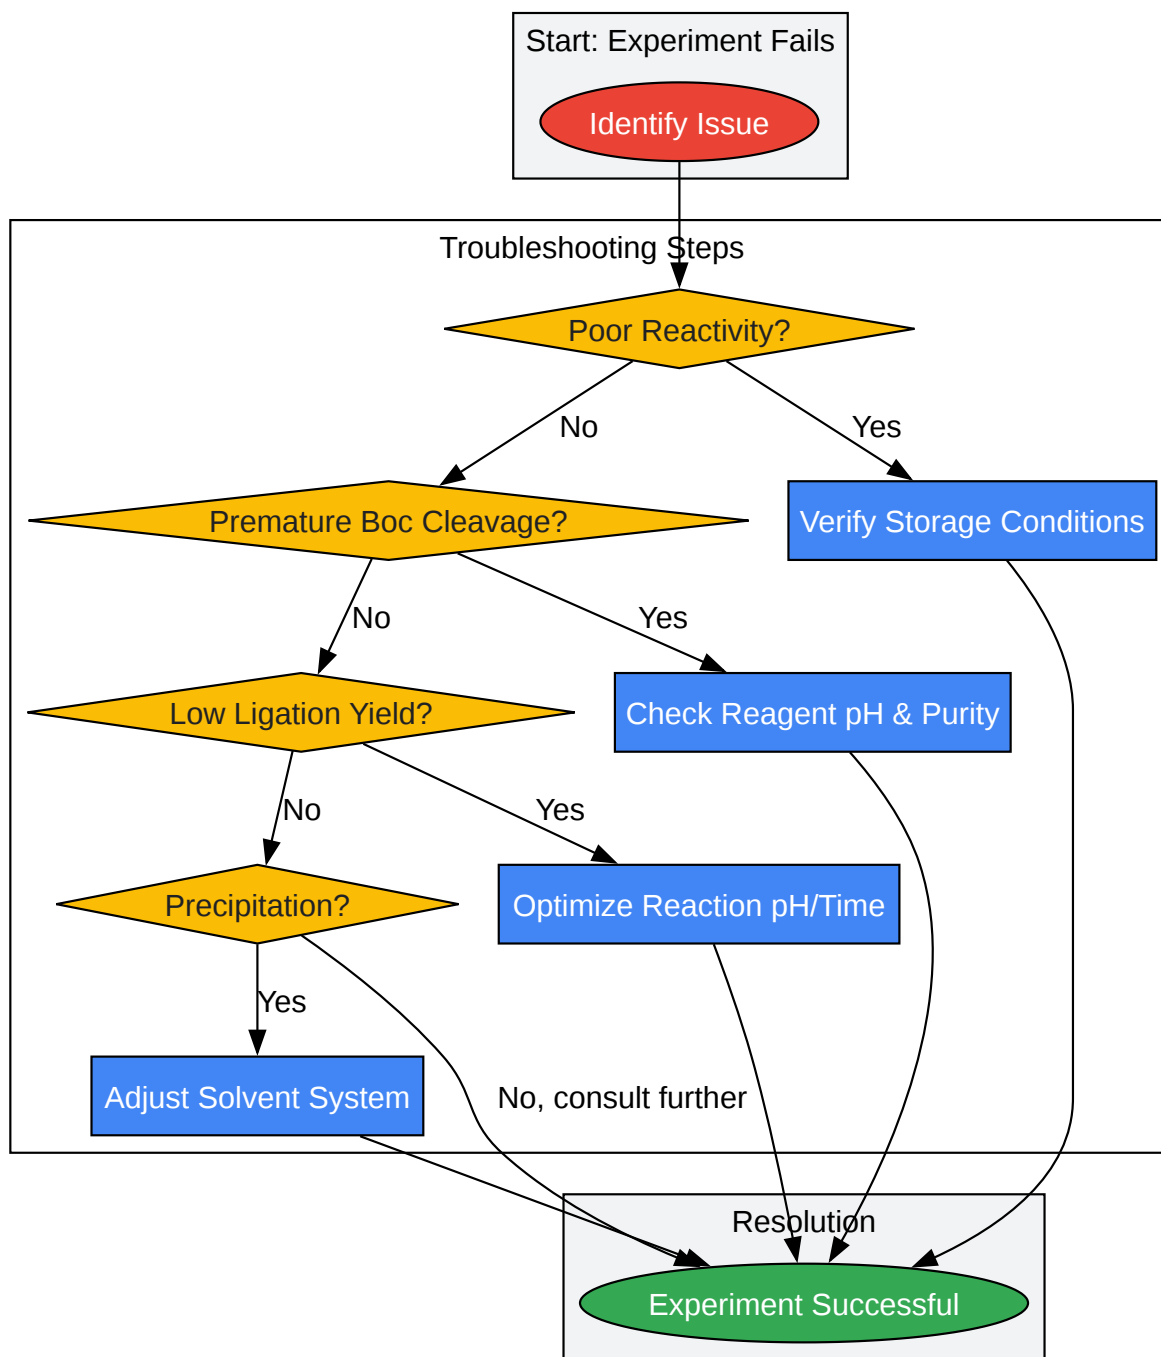 Start: Experiment Fails
Identify Issue
Troubleshooting Steps
Poor Reactivity?
No
Yes
Premature Boc Cleavage?
Verify Storage Conditions
No
Yes
Low Ligation Yield?
Check Reagent pH & Purity
No
Yes
Precipitation?
Optimize Reaction pH/Time
Yes
Adjust Solvent System
No, consult further
Resolution
Experiment Successful